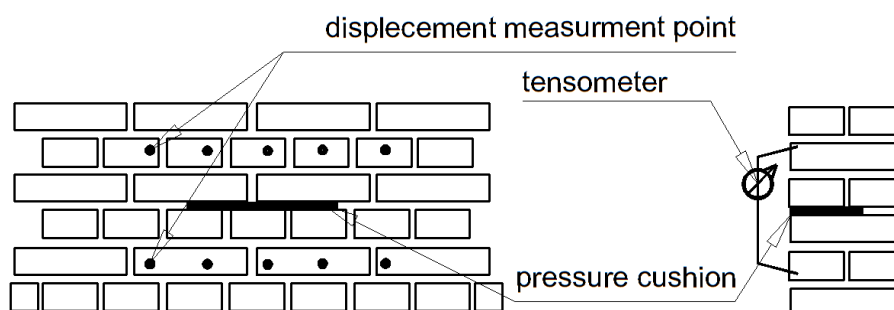 displecement measurment point
tensometer
pressure cushion